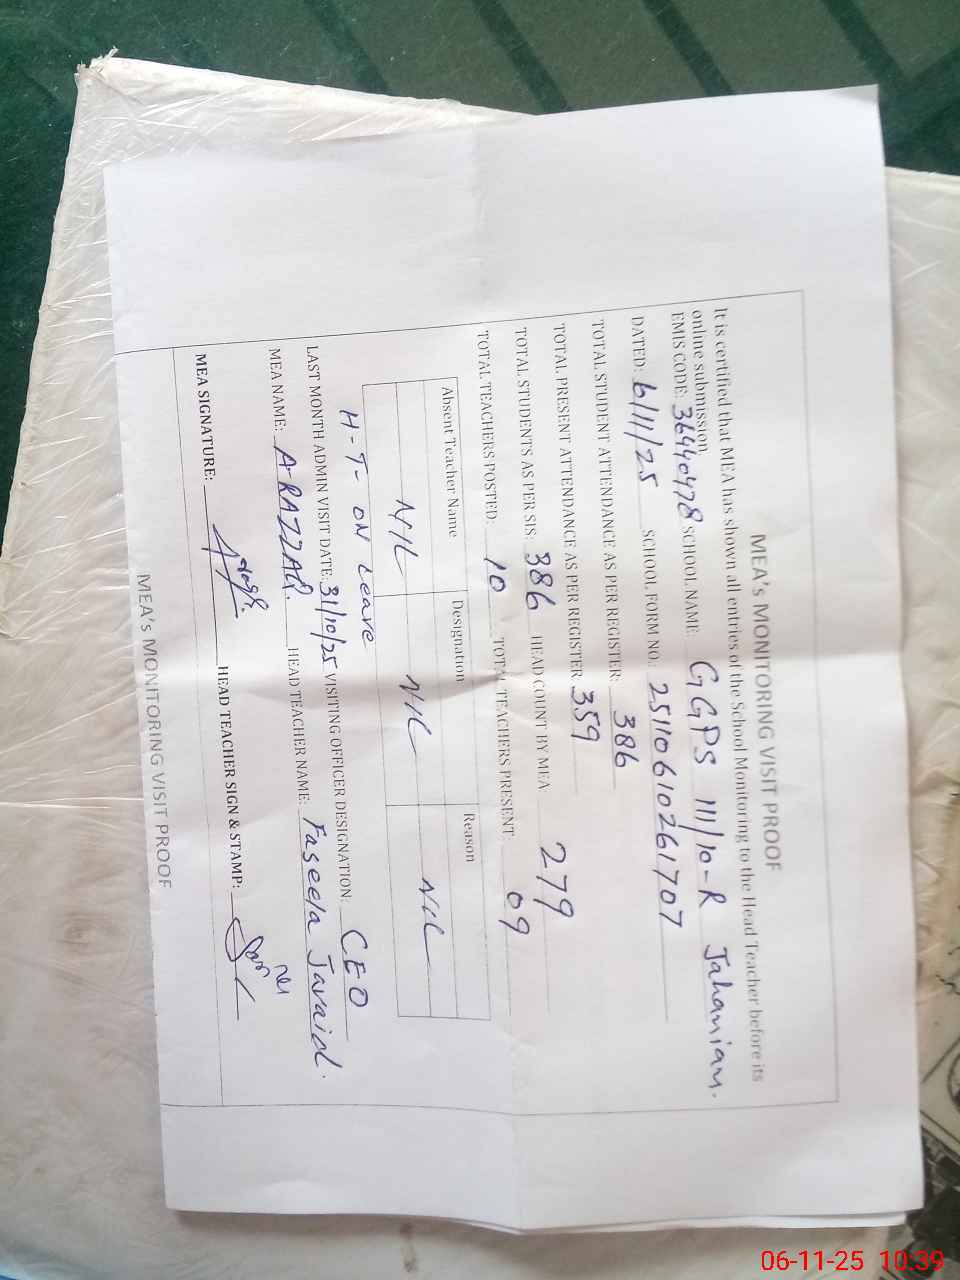 MEA's MONITORING VISIT PROOF
It is certified that MEA has shown all entries of the School Monitoring to the Head Teacher before its
online submission.
EMIS CODE: 36440478 SCHOOL NAME: GGPS 111/10-R Jahanian.
DATED: 6/11/25 SCHOOL FORM NO.: 25110610261707
TOTAL STUDENT ATTENDANCE AS PER REGISTER: 386
TOTAL PRESENT ATTENDANCE AS PER REGISTER 359
TOTAL STUDENTS AS PER SIS: 386 HEAD COUNT BY MEA 279
TOTAL TEACHERS POSTED: 10 TOTAL TEACHERS PRESENT: 09
Absent Teacher Name Designation Reason
NIL NIL NIL
H-T- ON Leave
LAST MONTH ADMIN VISIT DATE: 31/10/25 VISITING OFFICER DESIGNATION: CEO
MEA NAME: A-RAZZAQ. HEAD TEACHER NAME: Faseela Javaid.
MEA SIGNATURE: HEAD TEACHER SIGN & STAMP:
MEA's MONITORING VISIT PROOF
06-11-25 10:39